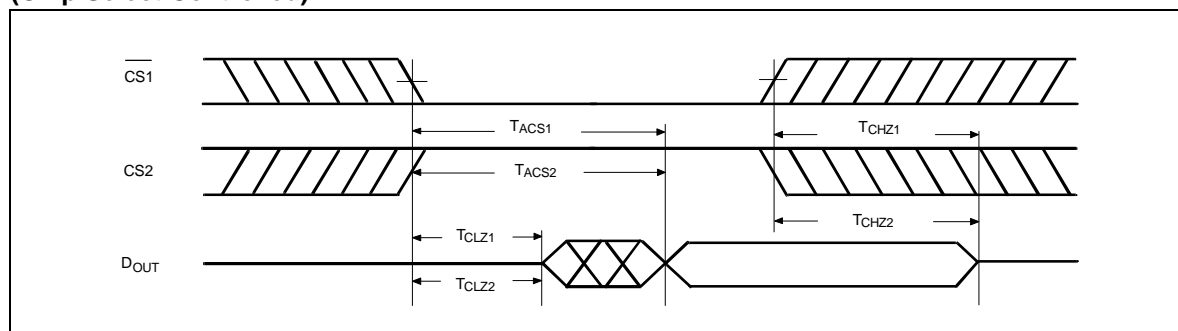 CS1
TACS1
TCHZ1
CS2
TACS2
TCHZ2
TCLZ1
DOUT
TCLZ2